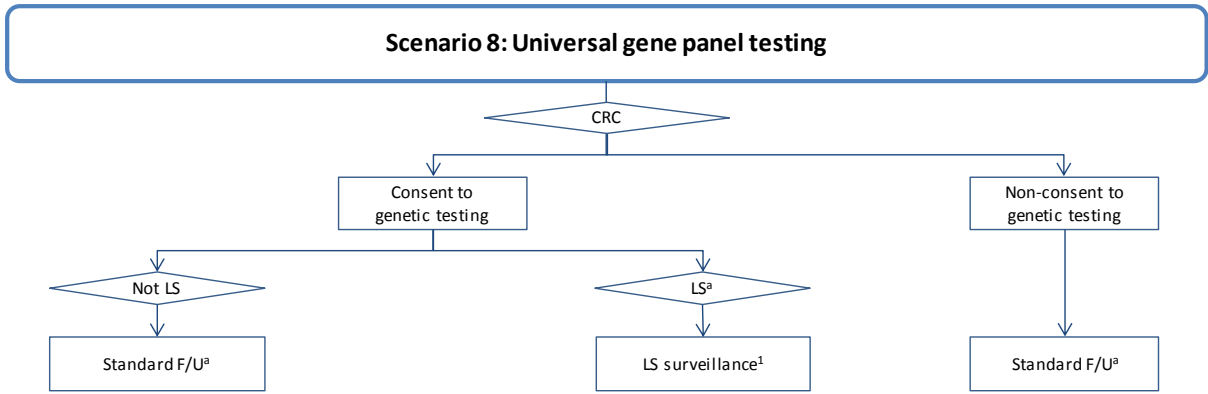 Scenario 8: Universal gene panel testing
CRC
Consent to
genetic testing
Non-consent to
genetic testing
Not LS
LSᵃ
Standard F/Uᵃ
LS surveillance¹
Standard F/Uᵃ